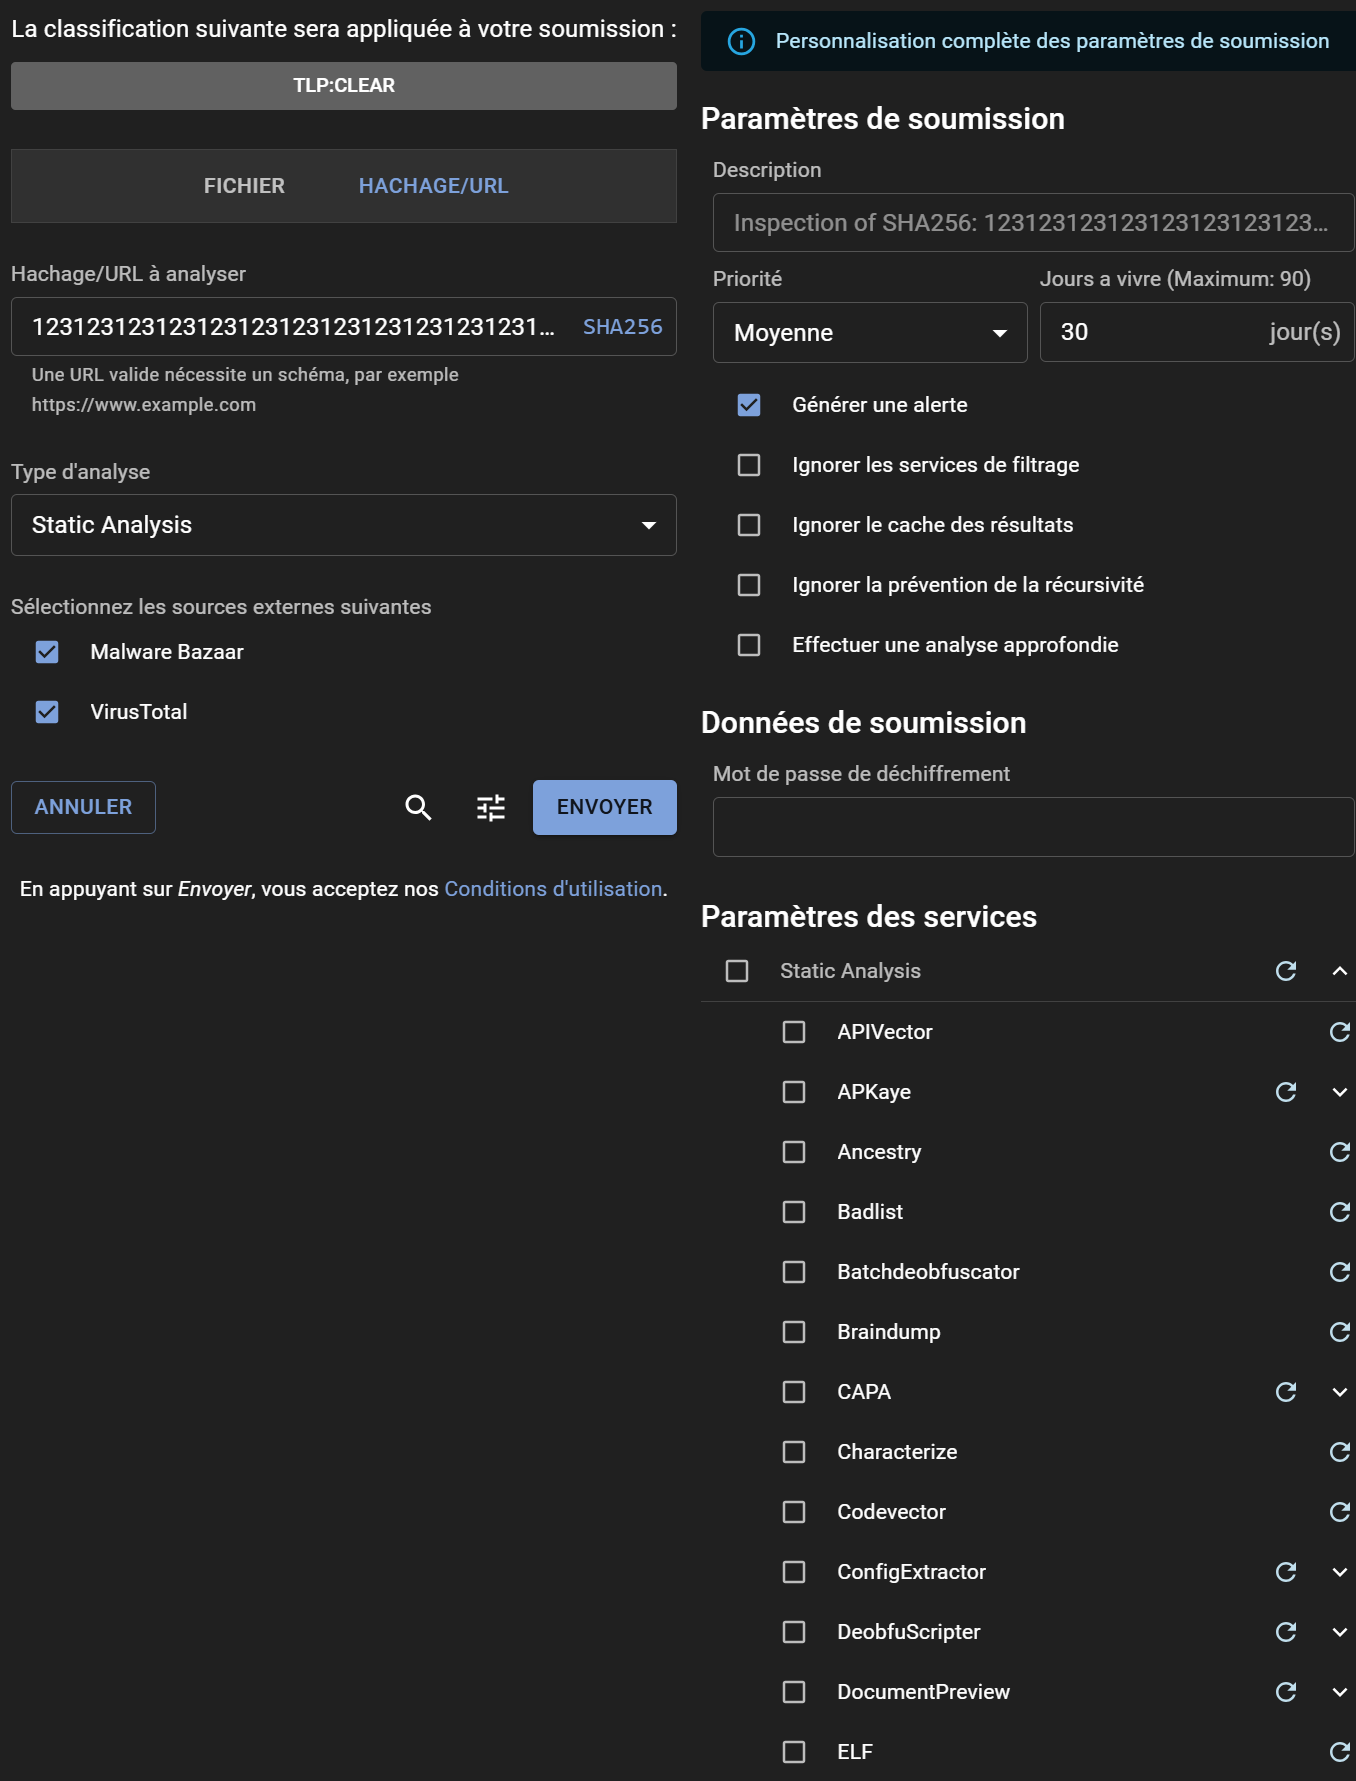 La classification suivante sera appliquée à votre soumission :
TLP:CLEAR
FICHIER
HACHAGE/URL
Hachage/URL à analyser
12312312312312312312312312312312312312312...
SHA256
Une URL valide nécessite un schéma, par exemple
https://www.example.com
Type d'analyse
Static Analysis
Sélectionnez les sources externes suivantes
Malware Bazaar
VirusTotal
ANNULER
ENVOYER
En appuyant sur Envoyer, vous acceptez nos Conditions d'utilisation.
Personnalisation complète des paramètres de soumission
Paramètres de soumission
Description
Inspection of SHA256: 123123123123123123123123...
Priorité
Jours a vivre (Maximum: 90)
Moyenne
30
jour(s)
Générer une alerte
Ignorer les services de filtrage
Ignorer le cache des résultats
Ignorer la prévention de la récursivité
Effectuer une analyse approfondie
Données de soumission
Mot de passe de déchiffrement
Paramètres des services
Static Analysis
APIVector
APKaye
Ancestry
Badlist
Batchdeobfuscator
Braindump
CAPA
Characterize
Codevector
ConfigExtractor
DeobfuScripter
DocumentPreview
ELF